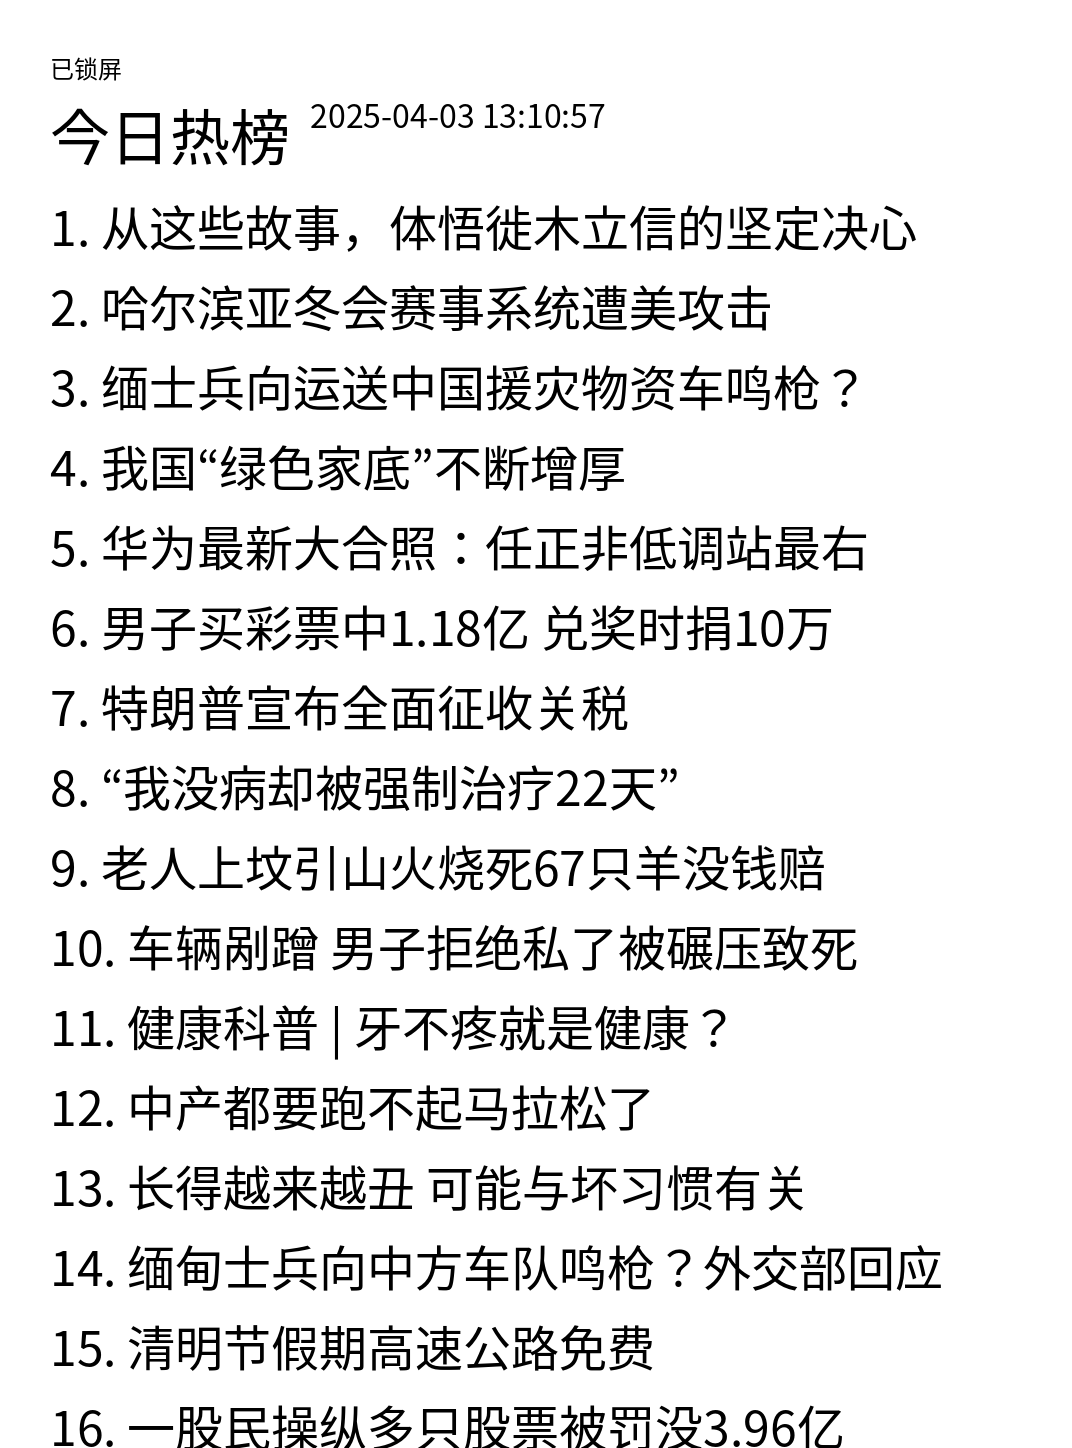 已锁屏
今日热榜 2025-04-03 13:10:57
1. 从这些故事，体悟徙木立信的坚定决心
2. 哈尔滨亚冬会赛事系统遭美攻击
3. 缅士兵向运送中国援灾物资车鸣枪？
4. 我国“绿色家底”不断增厚
5. 华为最新大合照：任正非低调站最右
6. 男子买彩票中1.18亿 兑奖时捐10万
7. 特朗普宣布全面征收关税
8. “我没病却被强制治疗22天”
9. 老人上坟引山火烧死67只羊没钱赔
10. 车辆剐蹭 男子拒绝私了被碾压致死
11. 健康科普 | 牙不疼就是健康？
12. 中产都要跑不起马拉松了
13. 长得越来越丑 可能与坏习惯有关
14. 缅甸士兵向中方车队鸣枪？外交部回应
15. 清明节假期高速公路免费
16. 一股民操纵多只股票被罚没3.96亿